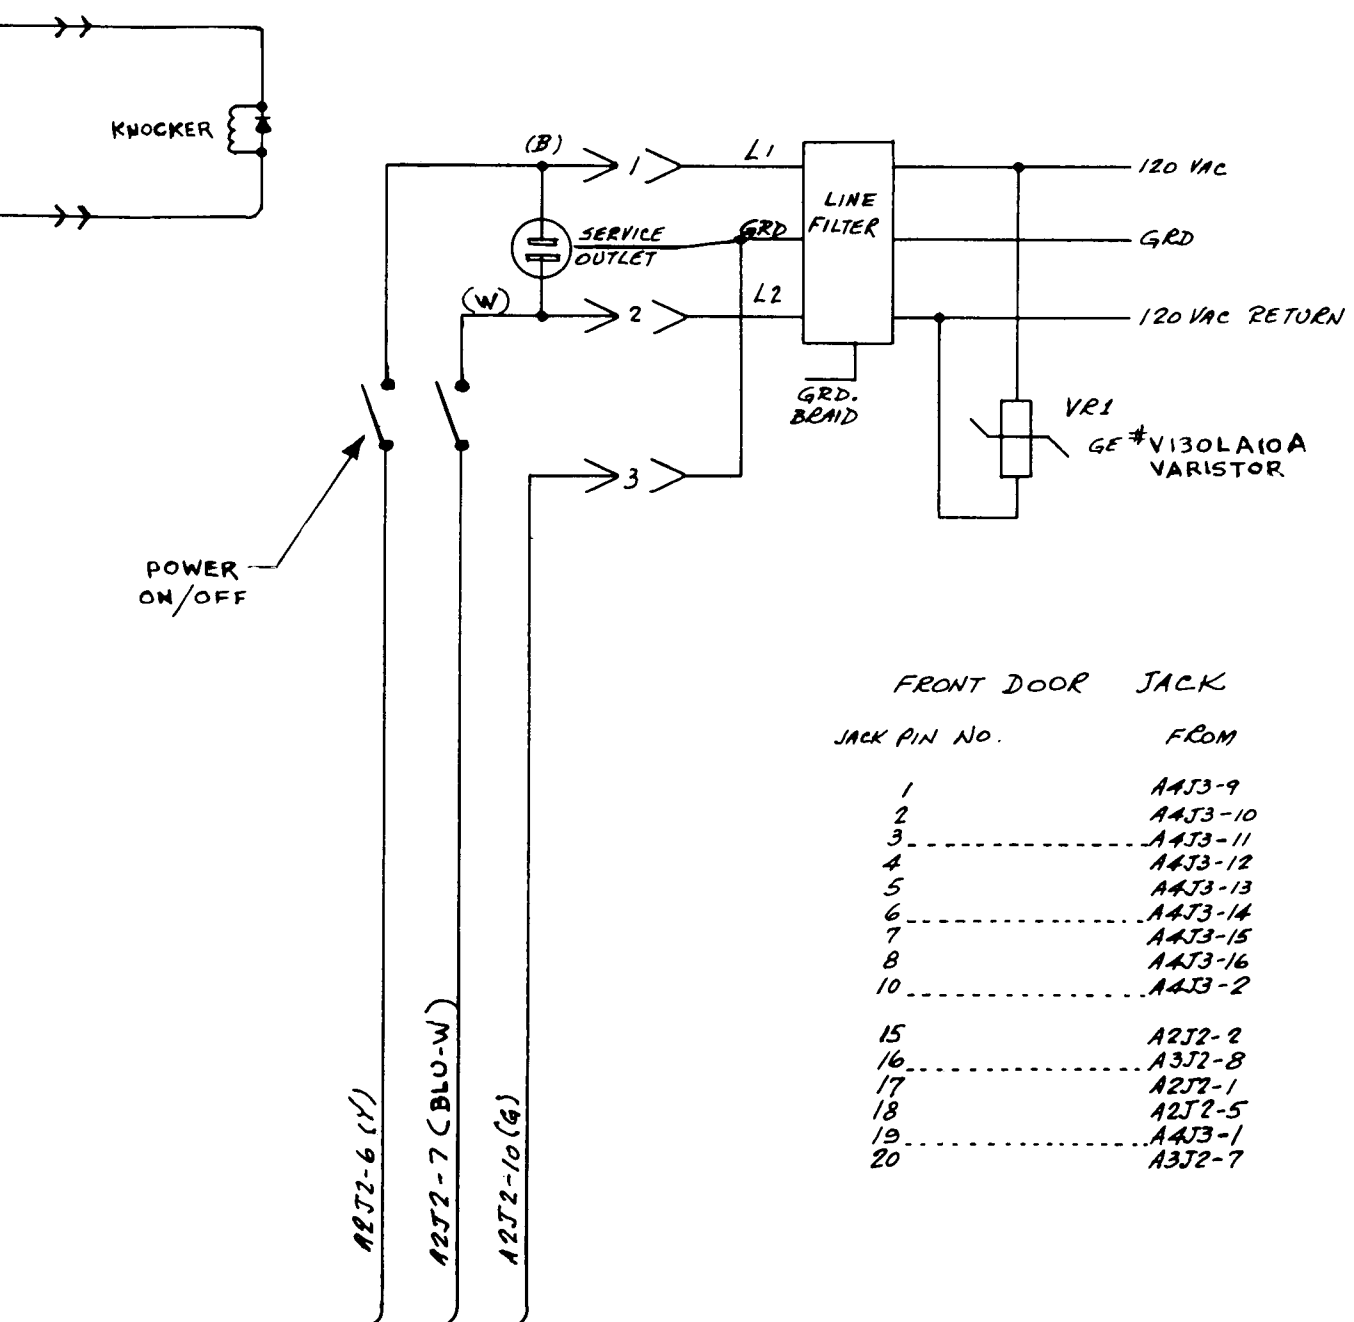 KNOCKER
(B)
1
L1
120 VAC
LINE
FILTER
SERVICE
OUTLET
GRD
GRD
(W)
2
L2
120 VAC RETURN
GRD.
BRAID
VR1
GE #V130LA10A
VARISTOR
3
POWER
ON/OFF
FRONT DOOR JACK
JACK PIN NO. FROM
1 A4J3-9
2 A4J3-10
3 A4J3-11
4 A4J3-12
5 A4J3-13
6 A4J3-14
7 A4J3-15
8 A4J3-16
10 A4J3-2
15 A2J2-2
16 A3J2-8
17 A2J2-1
18 A2J2-5
19 A4J3-1
20 A3J2-7
A2J2-6 (Y)
A2J2-7 (BLU-W)
A2J2-10 (G)